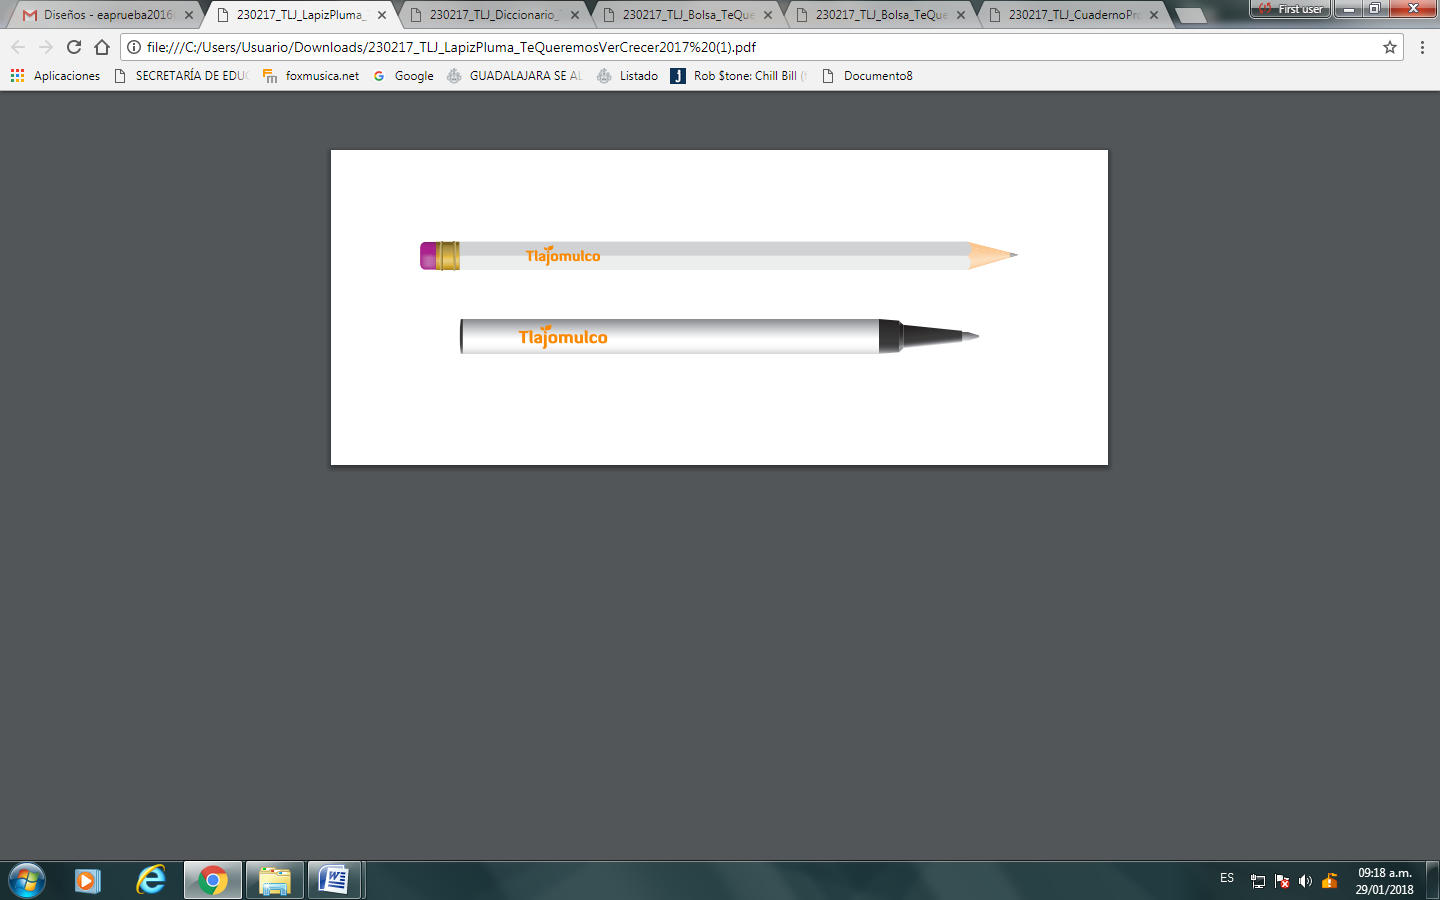 Diseños - eaprueba2016
230217_TLJ_LapizPluma_
230217_TLJ_Diccionario_
230217_TLJ_Bolsa_TeQue
230217_TLJ_Bolsa_TeQue
230217_TLJ_CuadernoPro
First user
file:///C:/Users/Usuario/Downloads/230217_TLJ_LapizPluma_TeQueremosVerCrecer2017%20(1).pdf
Aplicaciones
SECRETARÍA DE EDUC
foxmusica.net
Google
GUADALAJARA SE AL
Listado
Rob $tone: Chill Bill (
Documento8
Tlajomulco
Tlajomulco
ES
09:18 a.m.
29/01/2018